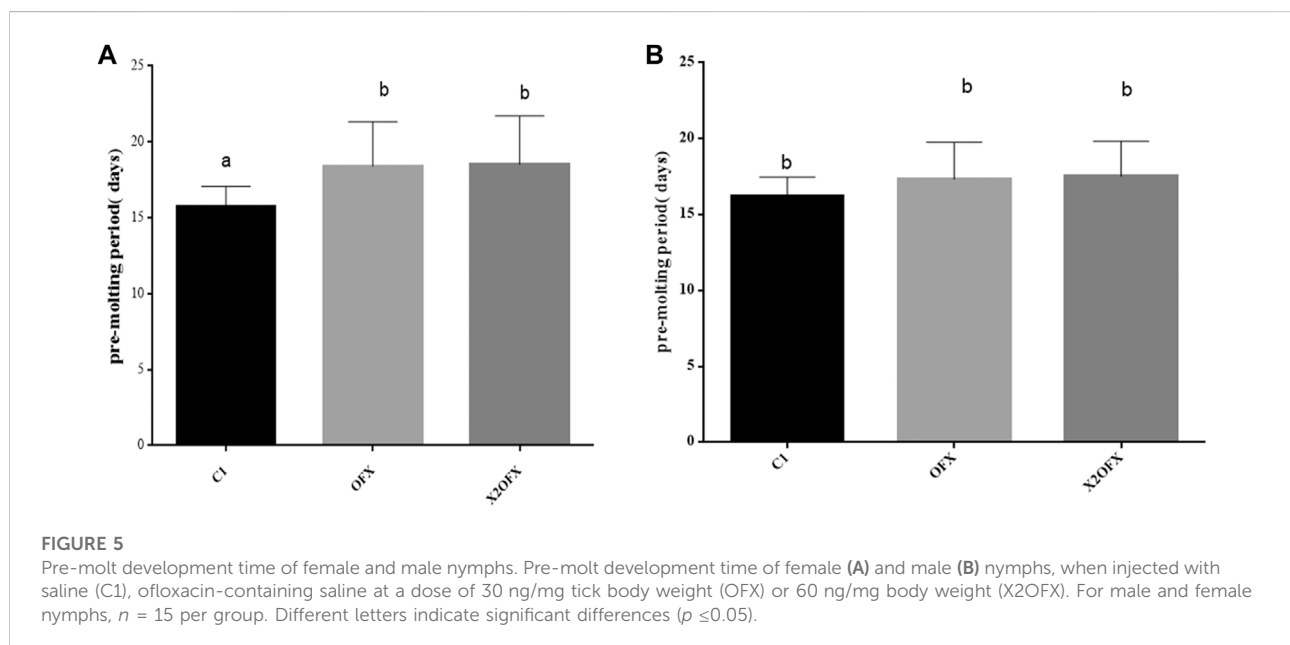 A
25
20
15
10
5
0
pre-molting period( days)
a
b
b
C1
OFX
X2OFX
B
25
20
15
10
5
0
pre-molting period( days)
b
b
b
C1
OFX
X2OFX
FIGURE 5
Pre-molt development time of female and male nymphs. Pre-molt development time of female (A) and male (B) nymphs, when injected with
saline (C1), ofloxacin-containing saline at a dose of 30 ng/mg tick body weight (OFX) or 60 ng/mg body weight (X2OFX). For male and female
nymphs, n = 15 per group. Different letters indicate significant differences (p ≤0.05).